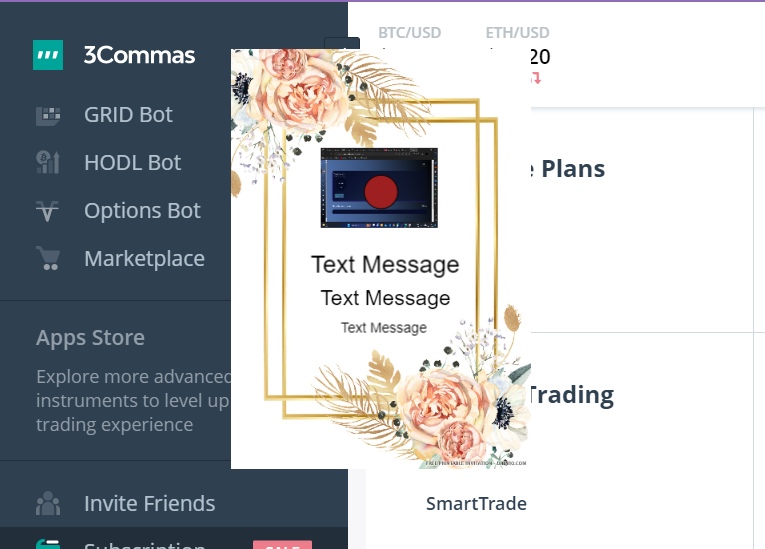 3Commas
BTC/USD
ETH/USD
20
GRID Bot
HODL Bot
Options Bot
Marketplace
Plans
Text Message
Text Message
Text Message
Apps Store
Explore more advanced
instruments to level up
trading experience
Trading
Invite Friends
SmartTrade
Subscription
SALE